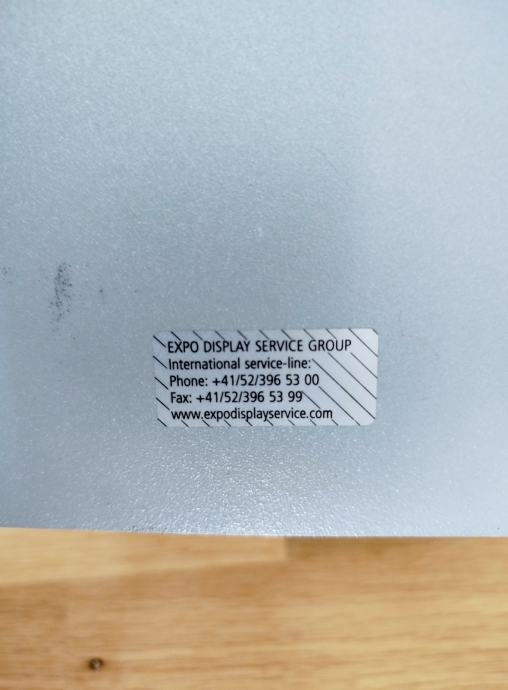 EXPO DISPLAY SERVICE GROUP
International service-line:
Phone: +41/52/396 53 00
Fax: +41/52/396 53 99
www.expodisplayservice.com